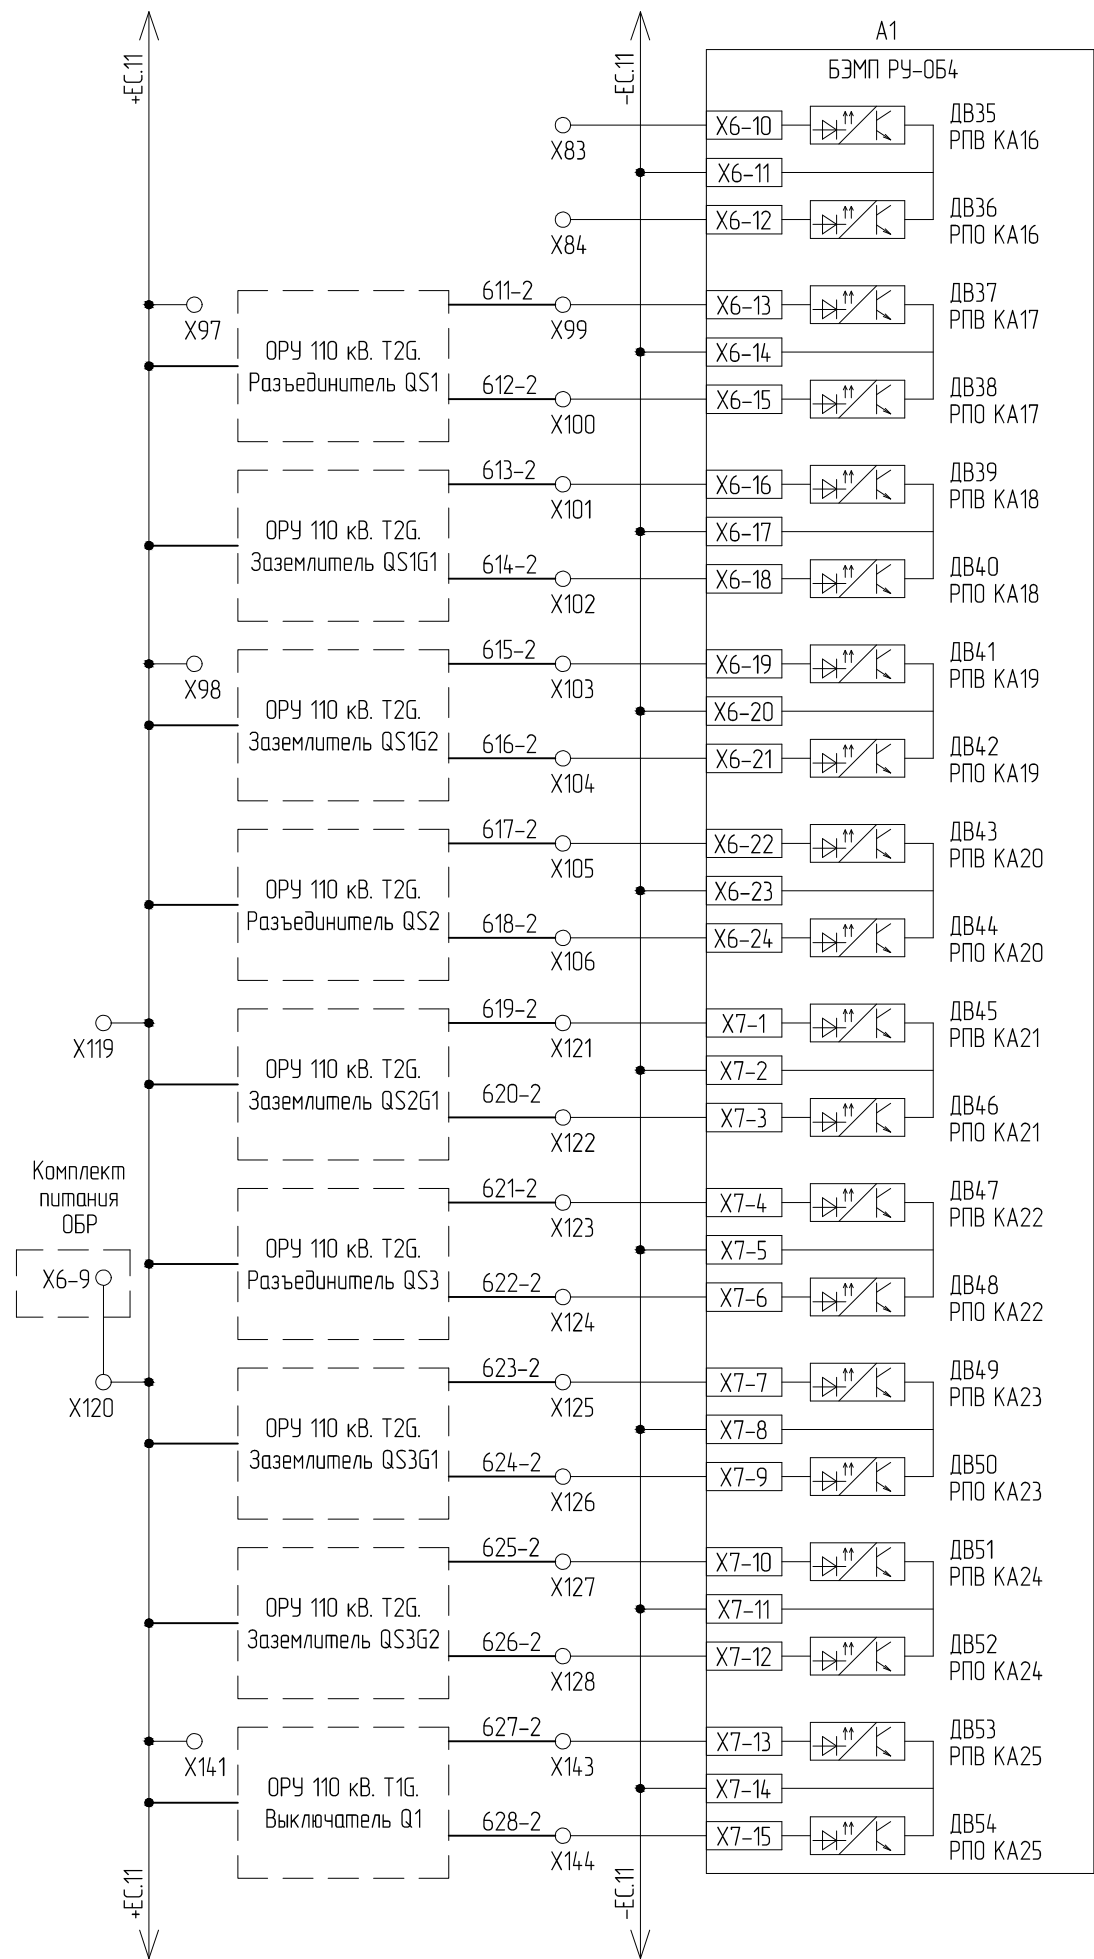 +ЕС.11
-ЕС.11
А1
БЭМП РУ-ОБ4
X83
X6-10
ДВ35
РПВ КА16
X6-11
X84
X6-12
ДВ36
РПО КА16
X97
ОРУ 110 кВ. T2G.
Разъединитель QS1
611-2
X99
X6-13
ДВ37
РПВ КА17
X6-14
612-2
X100
X6-15
ДВ38
РПО КА17
ОРУ 110 кВ. T2G.
Заземлитель QS1G1
613-2
X101
X6-16
ДВ39
РПВ КА18
X6-17
614-2
X102
X6-18
ДВ40
РПО КА18
X98
ОРУ 110 кВ. T2G.
Заземлитель QS1G2
615-2
X103
X6-19
ДВ41
РПВ КА19
X6-20
616-2
X104
X6-21
ДВ42
РПО КА19
ОРУ 110 кВ. T2G.
Разъединитель QS2
617-2
X105
X6-22
ДВ43
РПВ КА20
X6-23
618-2
X106
X6-24
ДВ44
РПО КА20
X119
ОРУ 110 кВ. T2G.
Заземлитель QS2G1
619-2
X121
X7-1
ДВ45
РПВ КА21
X7-2
620-2
X122
X7-3
ДВ46
РПО КА21
Комплект
питания
ОБР
X6-9
X120
ОРУ 110 кВ. T2G.
Разъединитель QS3
621-2
X123
X7-4
ДВ47
РПВ КА22
X7-5
622-2
X124
X7-6
ДВ48
РПО КА22
ОРУ 110 кВ. T2G.
Заземлитель QS3G1
623-2
X125
X7-7
ДВ49
РПВ КА23
X7-8
624-2
X126
X7-9
ДВ50
РПО КА23
ОРУ 110 кВ. T2G.
Заземлитель QS3G2
625-2
X127
X7-10
ДВ51
РПВ КА24
X7-11
626-2
X128
X7-12
ДВ52
РПО КА24
X141
ОРУ 110 кВ. T1G.
Выключатель Q1
627-2
X143
X7-13
ДВ53
РПВ КА25
X7-14
628-2
X144
X7-15
ДВ54
РПО КА25
+ЕС.11
-ЕС.11